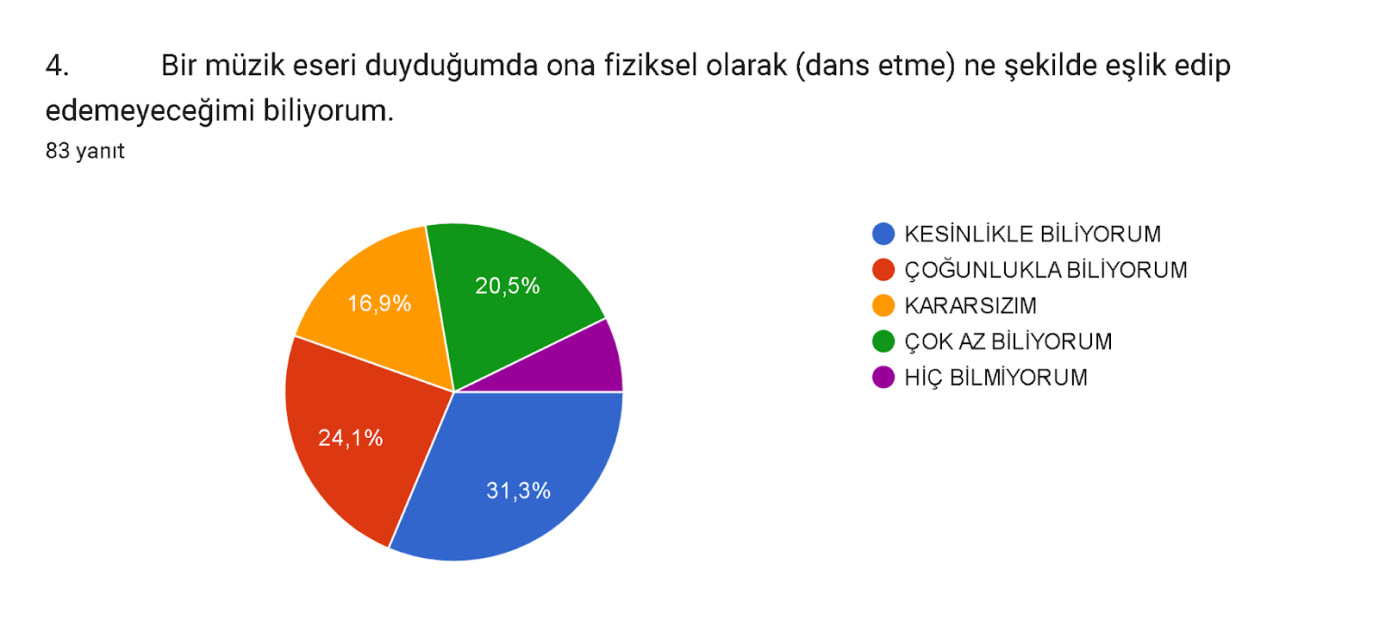 4. Bir müzik eseri duyduğumda ona fiziksel olarak (dans etme) ne şekilde eşlik edip
edemeyeceğimi biliyorum.
83 yanıt
KESİNLİKLE BİLİYORUM
ÇOĞUNLUKLA BİLİYORUM
KARARSIZIM
ÇOK AZ BİLİYORUM
HİÇ BİLMİYORUM
20,5%
16,9%
24,1%
31,3%